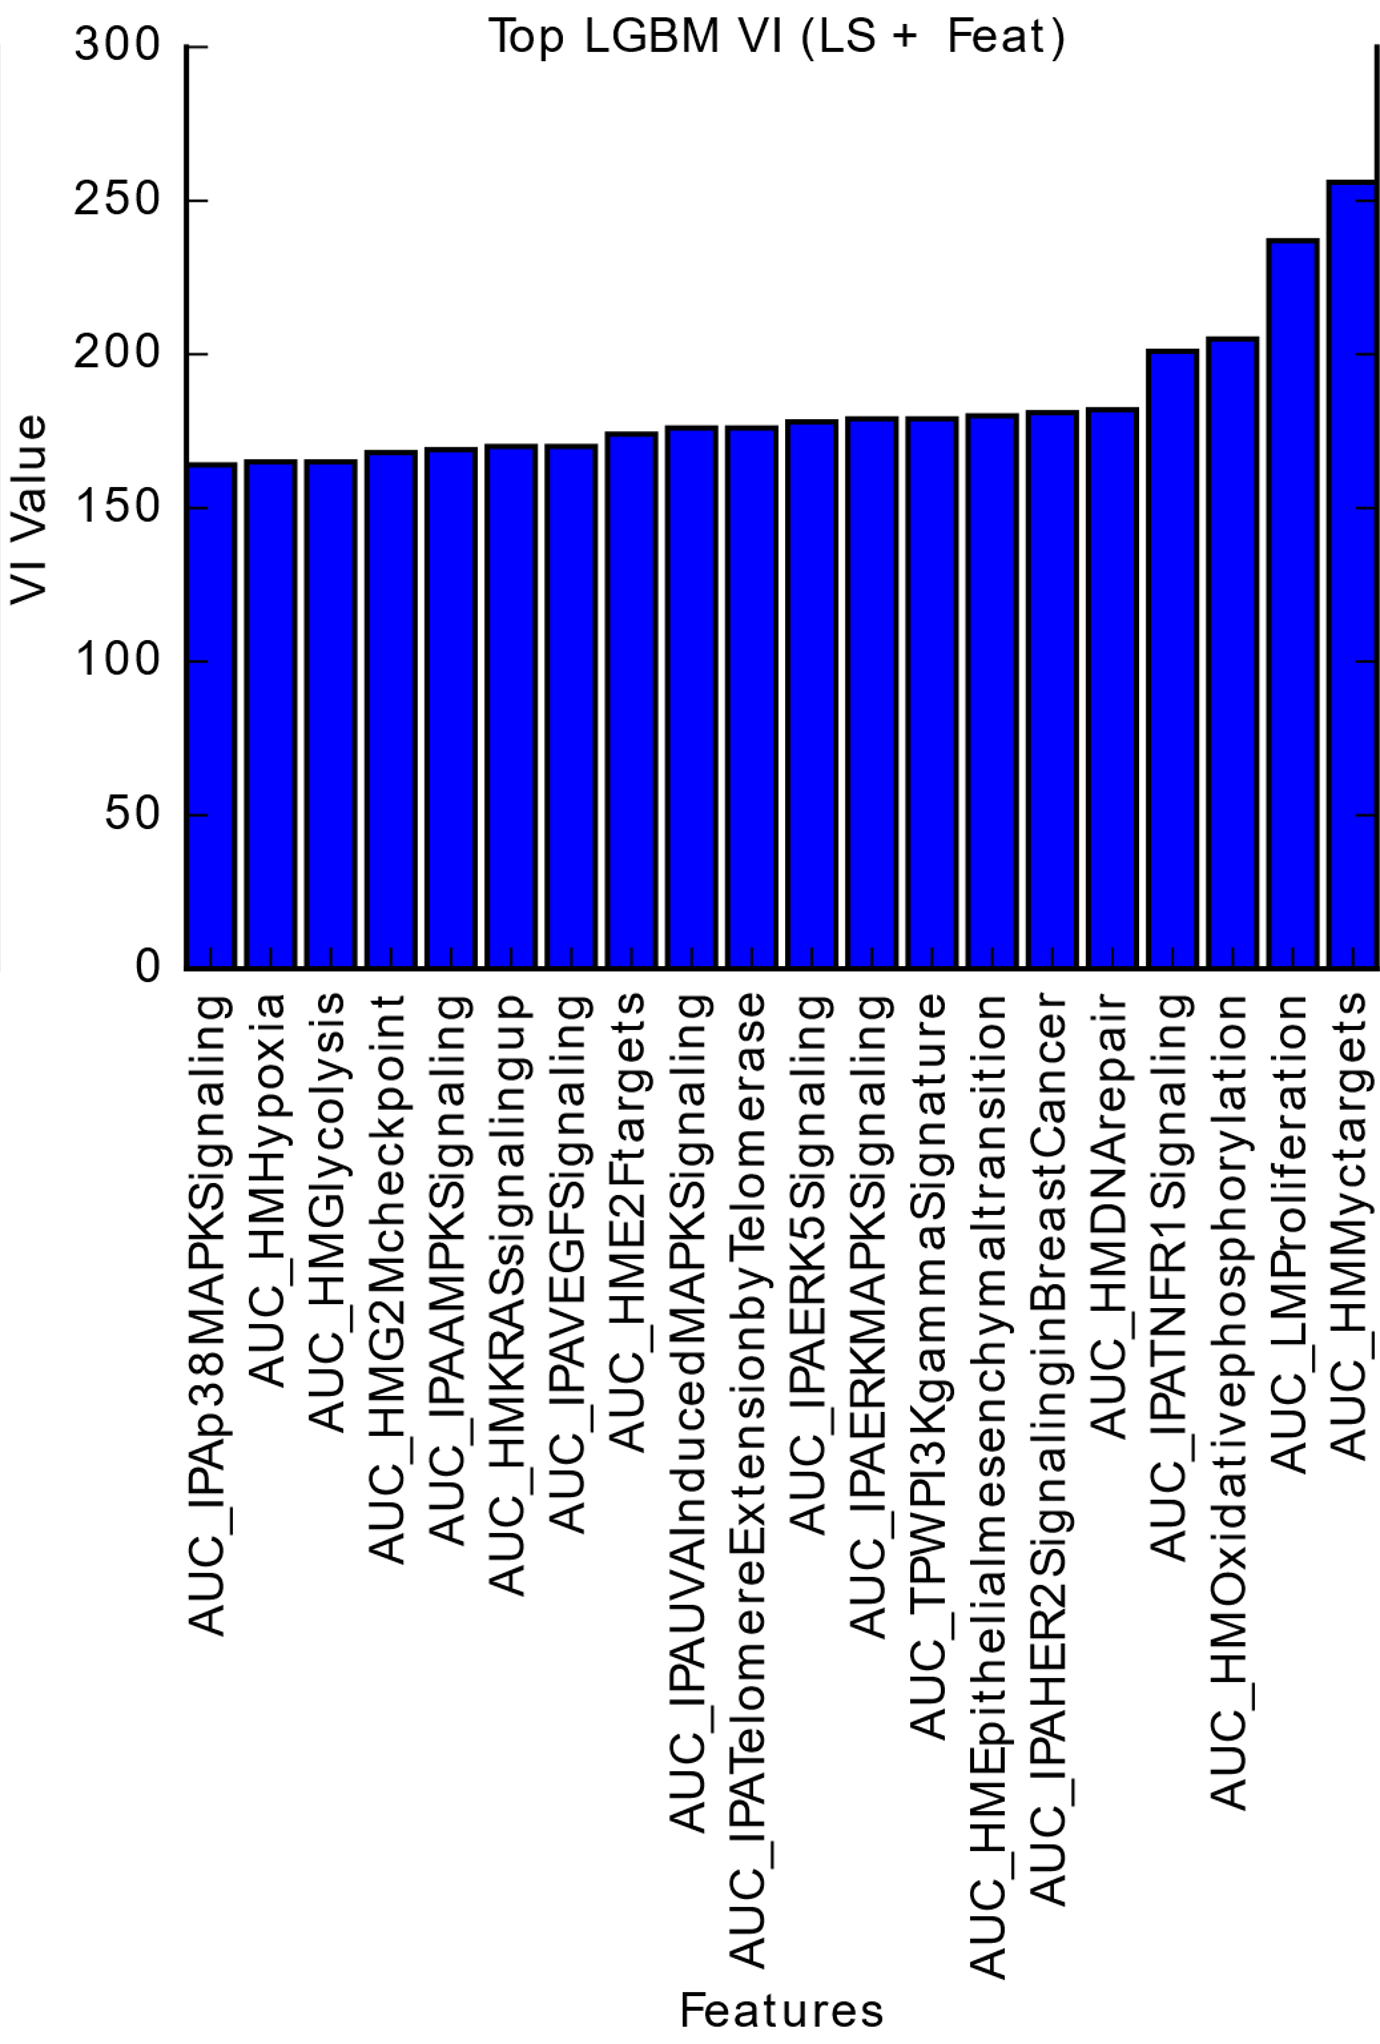 Top LGBM VI (LS + Feat)
300
250
200
150
100
50
0
VI Value
AUC_IPAp38MAPKSignaling
AUC_HMHypoxia
AUC_HMGlycolysis
AUC_HMG2Mcheckpoint
AUC_IPAAMPKSignaling
AUC_HMKRASsignalingup
AUC_IPAVEGFSignaling
AUC_HME2Ftargets
AUC_IPAUVAInducedMAPKSignaling
AUC_IPATelomereExtensionbyTelomerase
AUC_IPAERK5Signaling
AUC_IPAERKMAPKSignaling
AUC_TPWPI3KgammaSignature
AUC_HMEpithelialmesenchymaltransition
AUC_IPAHER2SignalinginBreastCancer
AUC_HMDNArepair
AUC_IPATNFR1Signaling
AUC_HMOxidativephosphorylation
AUC_LMProliferation
AUC_HMMyctargets
Features